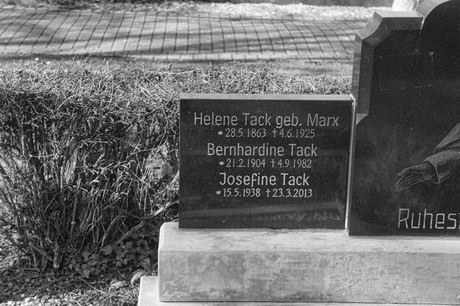 Helene Tack geb. Marx
*28.5.1863 †4.6.1925
Bernhardine Tack
*21.2.1904 †4.9.1982
Josefine Tack
*15.5.1938 †23.3.2013